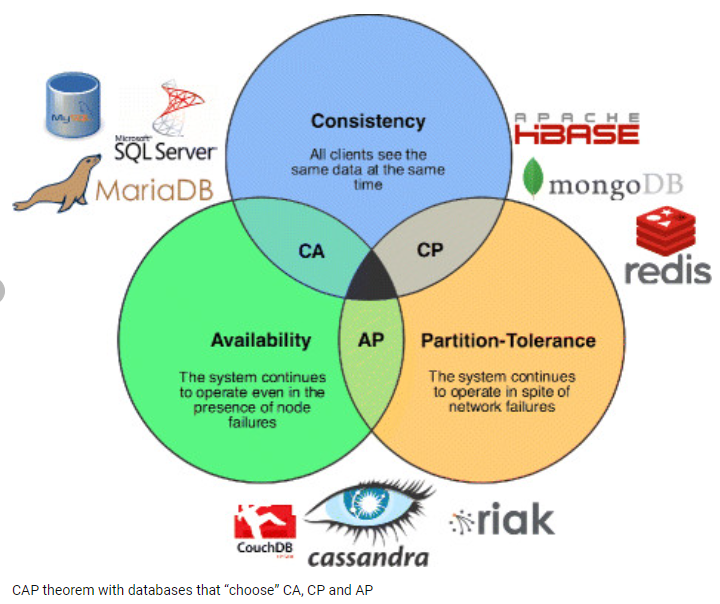 MySQL
Microsoft
SQL Server
MariaDB
Consistency
All clients see the
same data at the same
time
APACHE
HBASE
mongoDB
redis
CA
CP
Availability
The system continues
to operate even in the
presence of node
failures
AP
Partition-Tolerance
The system continues
to operate in spite of
network failures
CouchDB
cassandra
riak
CAP theorem with databases that “choose” CA, CP and AP